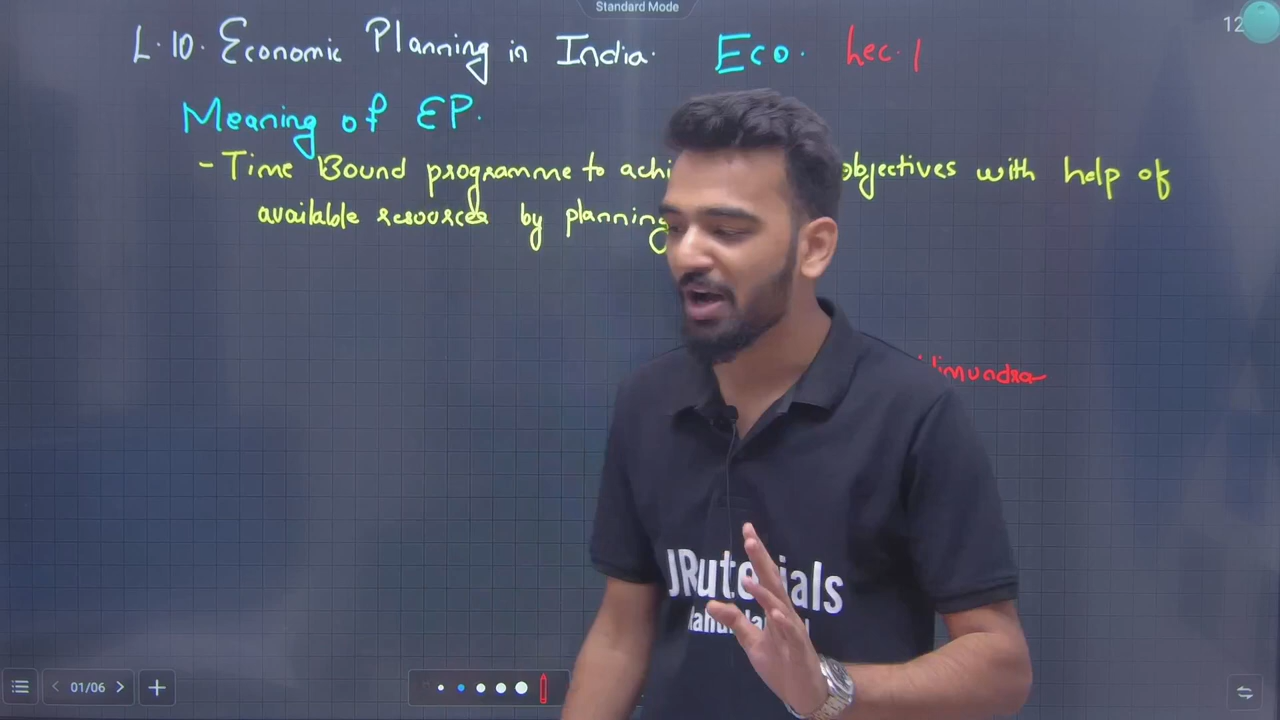 Standard Mode
12
L.10. Economic Planning in India. Eco. Lec.1
Meaning of EP.
- Time Bound programme to achi objectives with help of
available resources by planning
JRutorials
01/06